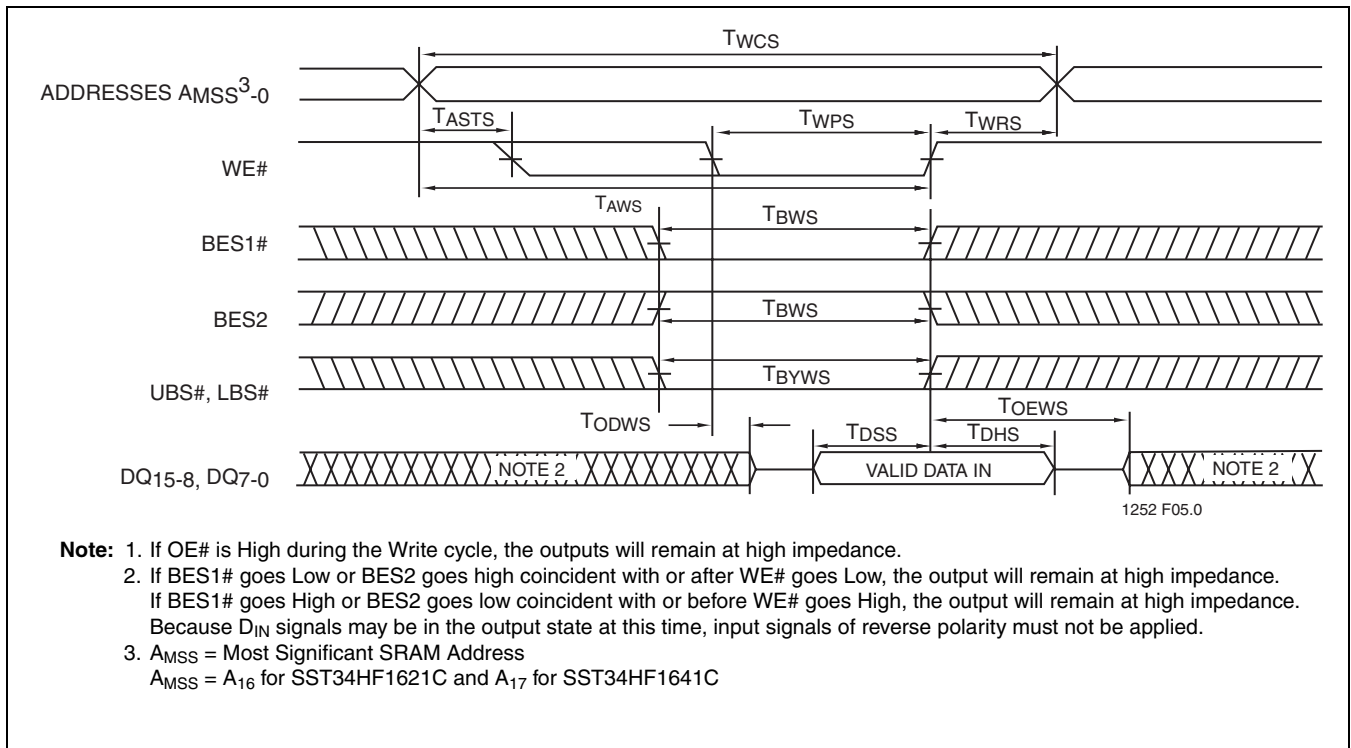 TWCS
ADDRESSES AMSS3-0
TASTS
TWPS
TWRS
WE#
TAWS
TBWS
BES1#
BES2
TBWS
TBYWS
UBS#, LBS#
TODWS
TOEWS
TDSS
TDHS
DQ15-8, DQ7-0
NOTE 2
VALID DATA IN
NOTE 2
1252 F05.0
Note: 1. If OE# is High during the Write cycle, the outputs will remain at high impedance.
2. If BES1# goes Low or BES2 goes high coincident with or after WE# goes Low, the output will remain at high impedance.
If BES1# goes High or BES2 goes low coincident with or before WE# goes High, the output will remain at high impedance.
Because DIN signals may be in the output state at this time, input signals of reverse polarity must not be applied.
3. AMSS = Most Significant SRAM Address
AMSS = A16 for SST34HF1621C and A17 for SST34HF1641C